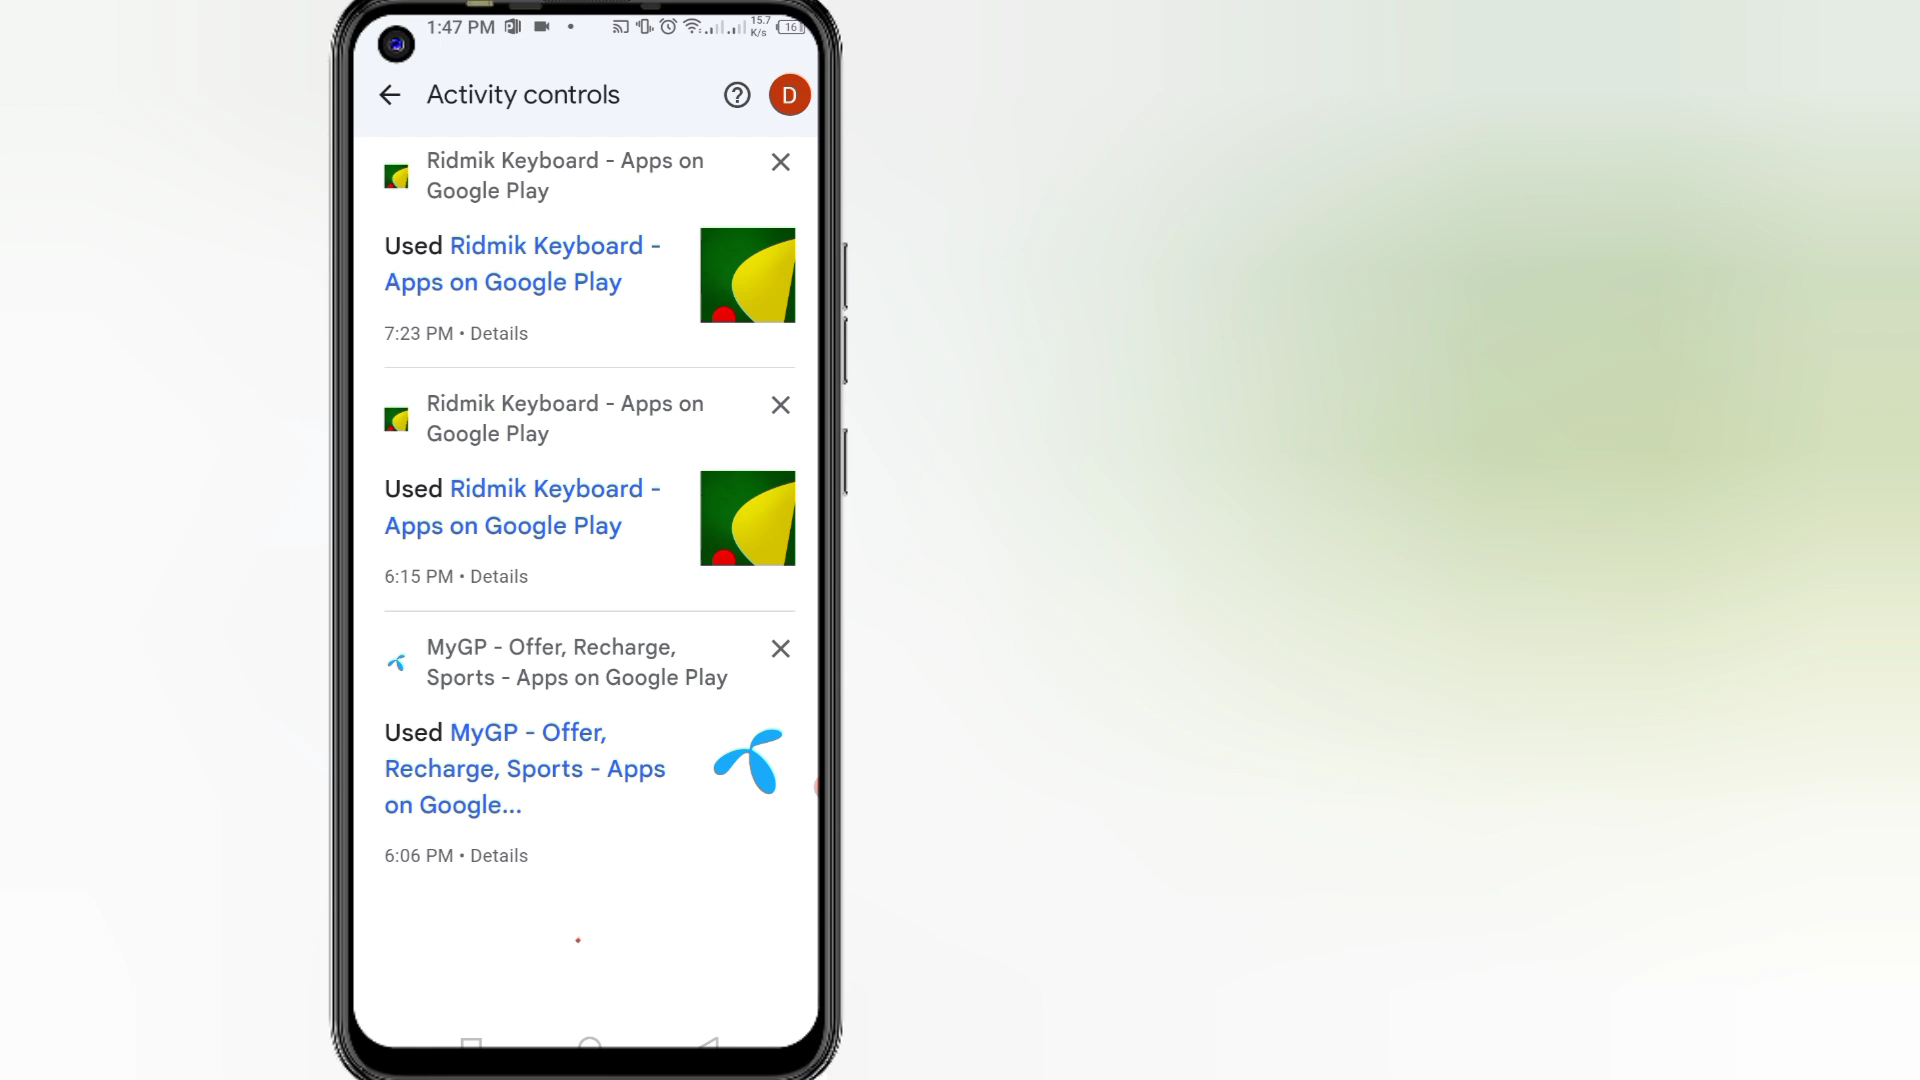 1:47 PM
15.7
K/s
16
Activity controls
D
Ridmik Keyboard - Apps on
Google Play
Used Ridmik Keyboard -
Apps on Google Play
7:23 PM • Details
Ridmik Keyboard - Apps on
Google Play
Used Ridmik Keyboard -
Apps on Google Play
6:15 PM • Details
MyGP - Offer, Recharge,
Sports - Apps on Google Play
Used MyGP - Offer,
Recharge, Sports - Apps
on Google...
6:06 PM • Details